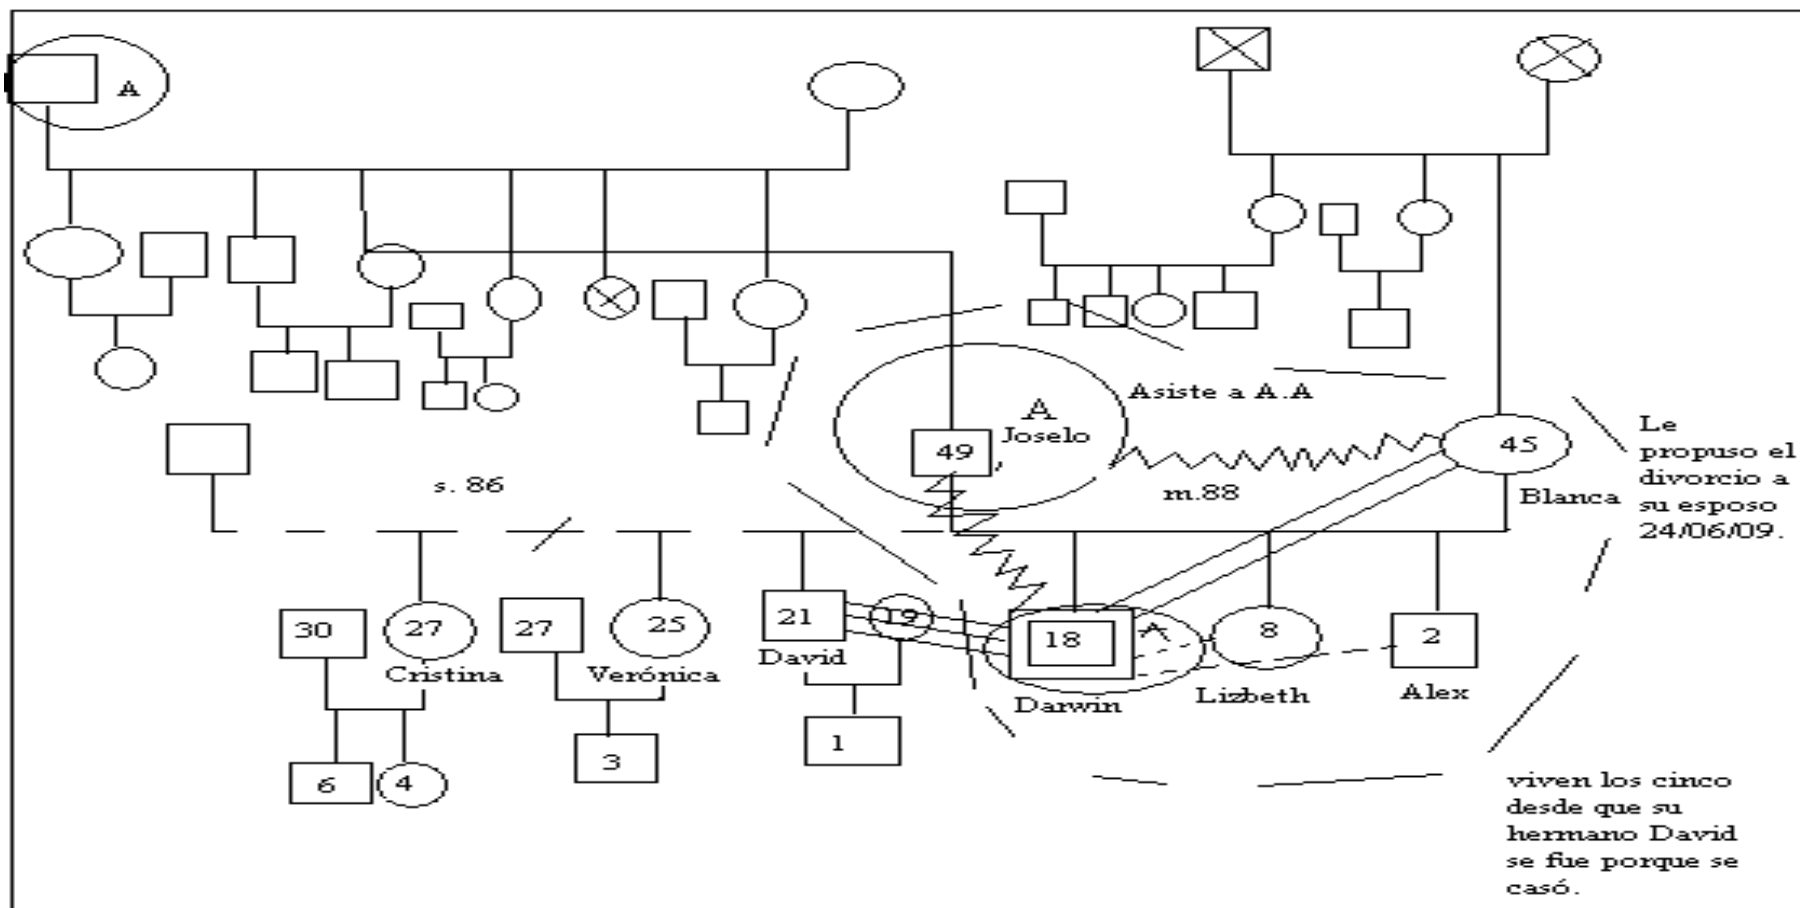 A
Asiste a A.A
A
Joselo
49
45
Blanca
Le
propuso el
divorcio a
su esposo
24/06/09.
s. 86
m.88
30
27
Cristina
27
25
Verónica
21
David
19
18
A
Darwin
8
Lizbeth
2
Alex
6
4
3
1
viven los cinco
desde que su
hermano David
se fue porque se
casó.